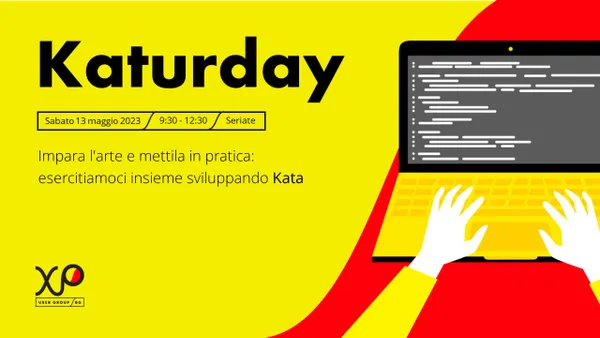 Katurday
Sabato 13 maggio 2023 / 9:30 - 12:30 / Seriate
Impara l'arte e mettila in pratica:
esercitiamoci insieme sviluppando Kata
XP
USER GROUP/BG